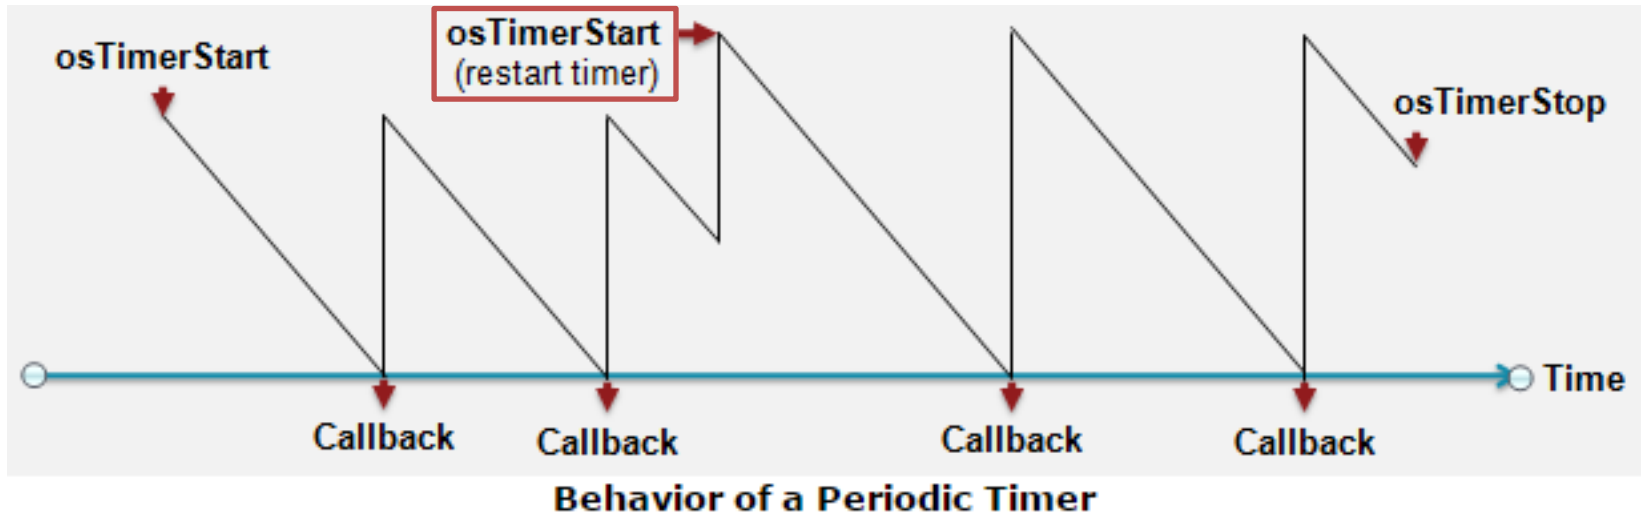 osTimerStart
osTimerStart
(restart timer)
osTimerStop
Time
Callback
Callback
Callback
Callback
Behavior of a Periodic Timer